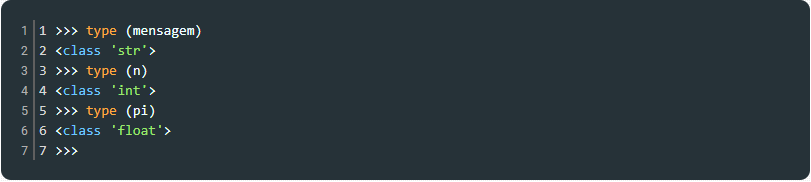 1 1 >>> type (mensagem)
2 2 <class 'str'>
3 3 >>> type (n)
4 4 <class 'int'>
5 5 >>> type (pi)
6 6 <class 'float'>
7 7 >>>